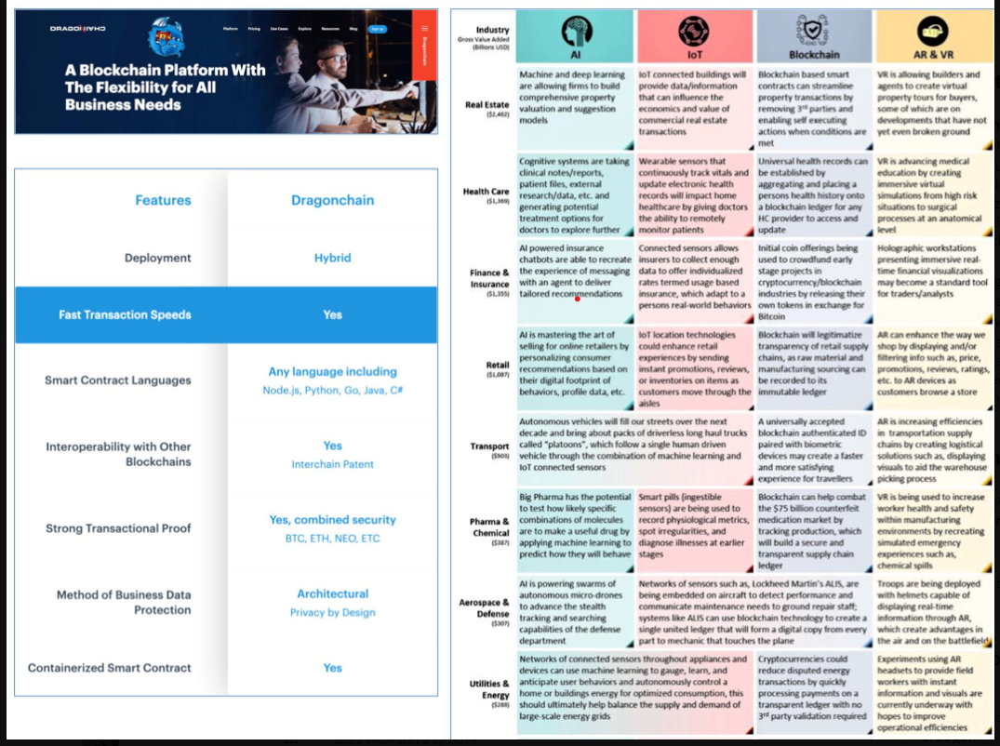 DRAGONCHAIN
Platform
Pricing
Use Cases
Explore
Resources
Blog
Sign up
Dragonchain
A Blockchain Platform With
The Flexibility for All
Business Needs
Features
Dragonchain
Deployment
Hybrid
Fast Transaction Speeds
Yes
Smart Contract Languages
Any language including
Node.js, Python, Go, Java, C#
Interoperability with Other
Blockchains
Yes
Interchain Patent
Strong Transactional Proof
Yes, combined security
BTC, ETH, NEO, ETC
Method of Business Data
Protection
Architectural
Privacy by Design
Containerized Smart Contract
Yes
Industry
Gross Value Added
(Billions USD)
AI
IoT
Blockchain
AR & VR
Real Estate
($2,462)
Machine and deep learning
are allowing firms to build
comprehensive property
valuation and suggestion
models
IoT connected buildings will
provide data/information
that can influence the
economics and value of
commercial real estate
transactions
Blockchain based smart
contracts can streamline
property transactions by
removing 3rd parties and
enabling self executing
actions when conditions are
met
VR is allowing builders and
agents to create virtual
property tours for buyers,
some of which are on
developments that have not
yet even broken ground
Health Care
($1,369)
Cognitive systems are taking
clinical notes/reports,
patient files, external
research/data, etc. and
generating potential
treatment options for
doctors to explore further
Wearable sensors that
continuously track vitals and
update electronic health
records will impact home
healthcare by giving doctors
the ability to remotely
monitor patients
Universal health records can
be established by
aggregating and placing a
persons health history onto
a blockchain ledger for any
HC provider to access and
update
VR is advancing medical
education by creating
immersive virtual
simulations from high risk
situations to surgical
processes at an anatomical
level
Finance &
Insurance
($1,355)
AI powered insurance
chatbots are able to recreate
the experience of messaging
with an agent to deliver
tailored recommendations
Connected sensors allows
insurers to collect enough
data to offer individualized
rates termed usage based
insurance, which adapt to a
persons real-world behaviors
Initial coin offerings being
used to crowdfund early
stage projects in
cryptocurrency/blockchain
industries by releasing their
own tokens in exchange for
Bitcoin
Holographic workstations
presenting immersive real-
time financial visualizations
may become a standard tool
for traders/analysts
Retail
($1,087)
AI is mastering the art of
selling for online retailers by
personalizing consumer
recommendations based on
their digital footprint of
behaviors, profile data, etc.
IoT location technologies
could enhance retail
experiences by sending
instant promotions, reviews,
or inventories on items as
customers move through the
aisles
Blockchain will legitimatize
transparency of retail supply
chains, as raw material and
manufacturing sourcing can
be recorded to its
immutable ledger
AR can enhance the way we
shop by displaying and/or
filtering info such as, price,
promotions, reviews, ratings,
etc. to AR devices as
customers browse a store
Transport
($503)
Autonomous vehicles will fill our streets over the next
decade and bring about packs of driverless long haul trucks
called "platoons", which follow a single human driven
vehicle through the combination of machine learning and
IoT connected sensors
A universally accepted
blockchain authenticated ID
paired with biometric
devices may create a faster
and more satisfying
experience for travellers
AR is increasing efficiencies
in transportation supply
chains by creating logistical
solutions such as, displaying
visuals to aid the warehouse
picking process
Pharma &
Chemical
($387)
Big Pharma has the potential
to test how likely specific
combinations of molecules
are to make a useful drug by
applying machine learning to
predict how they will behave
Smart pills (ingestible
sensors) are being used to
record physiological metrics,
spot irregularities, and
diagnose illnesses at earlier
stages
Blockchain can help combat
the $75 billion counterfeit
medication market by
tracking production, which
will build a secure and
transparent supply chain
ledger
VR is being used to increase
worker health and safety
within manufacturing
environments by recreating
simulated emergency
experiences such as,
chemical spills
Aerospace &
Defense
($307)
AI is powering swarms of
autonomous micro-drones
to advance the stealth
tracking and searching
capabilities of the defense
department
Networks of sensors such as, Lockheed Martin's ALIS, are
being embedded on aircraft to detect performance and
communicate maintenance needs to ground repair staff;
systems like ALIS can use blockchain technology to create a
single united ledger that will form a digital copy from every
part to mechanic that touches the plane
Troops are being deployed
with helmets capable of
displaying real-time
information through AR,
which create advantages in
the air and on the battlefield
Utilities &
Energy
($288)
Networks of connected sensors throughout appliances and
devices can use machine learning to gauge, learn, and
anticipate user behaviors and autonomously control a
home or buildings energy for optimized consumption, this
should ultimately help balance the supply and demand of
large-scale energy grids
Cryptocurrencies could
reduce disputed energy
transactions by quickly
processing payments on a
transparent ledger with no
3rd party validation required
Experiments using AR
headsets to provide field
workers with instant
information and visuals are
currently underway with
hopes to improve
operational efficiencies